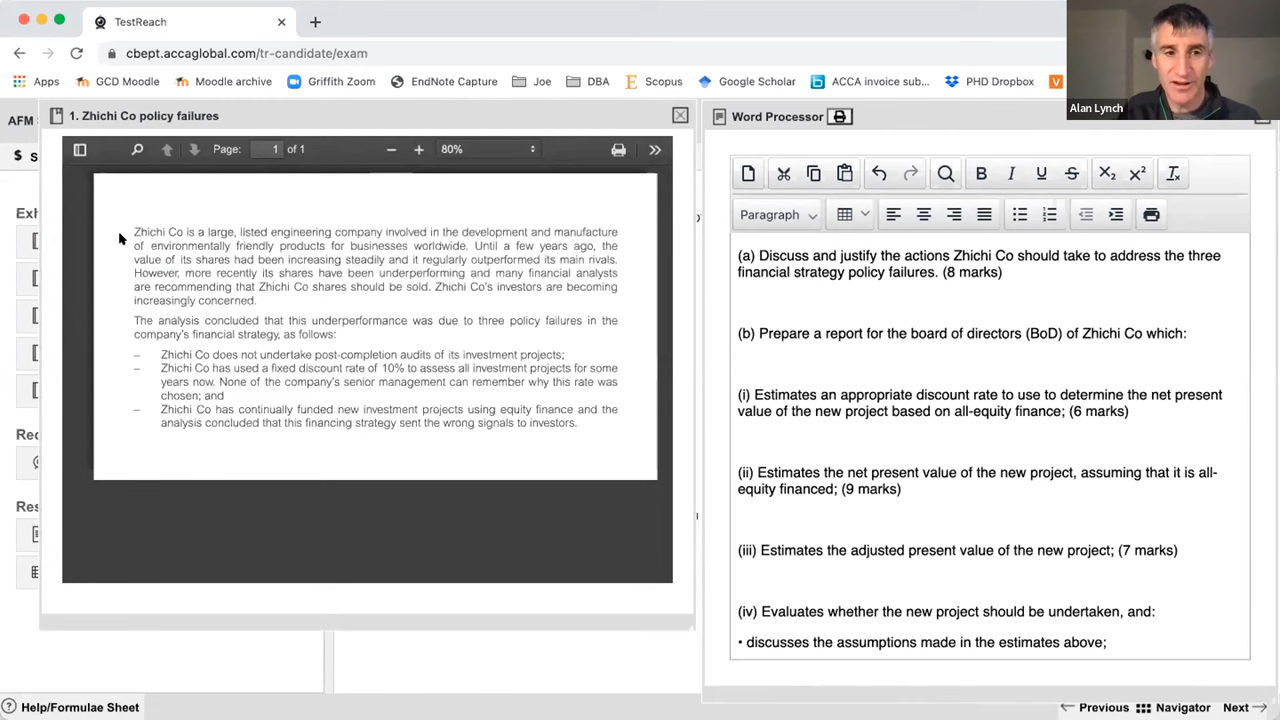 TestReach
cbept.accaglobal.com/tr-candidate/exam
Apps GCD Moodle Moodle archive Griffith Zoom EndNote Capture Joe DBA Scopus Google Scholar ACCA invoice sub... PHD Dropbox
Alan Lynch
AFM
1. Zhichi Co policy failures
Page: 1 of 1 80%
Zhichi Co is a large, listed engineering company involved in the development and manufacture
of environmentally friendly products for businesses worldwide. Until a few years ago, the
value of its shares had been increasing steadily and it regularly outperformed its main rivals.
However, more recently its shares have been underperforming and many financial analysts
are recommending that Zhichi Co shares should be sold. Zhichi Co's investors are becoming
increasingly concerned.
The analysis concluded that this underperformance was due to three policy failures in the
company's financial strategy, as follows:
– Zhichi Co does not undertake post-completion audits of its investment projects;
– Zhichi Co has used a fixed discount rate of 10% to assess all investment projects for some
years now. None of the company's senior management can remember why this rate was
chosen; and
– Zhichi Co has continually funded new investment projects using equity finance and the
analysis concluded that this financing strategy sent the wrong signals to investors.
Word Processor
Paragraph
(a) Discuss and justify the actions Zhichi Co should take to address the three
financial strategy policy failures. (8 marks)
(b) Prepare a report for the board of directors (BoD) of Zhichi Co which:
(i) Estimates an appropriate discount rate to use to determine the net present
value of the new project based on all-equity finance; (6 marks)
(ii) Estimates the net present value of the new project, assuming that it is all-
equity financed; (9 marks)
(iii) Estimates the adjusted present value of the new project; (7 marks)
(iv) Evaluates whether the new project should be undertaken, and:
• discusses the assumptions made in the estimates above;
Help/Formulae Sheet
Previous Navigator Next